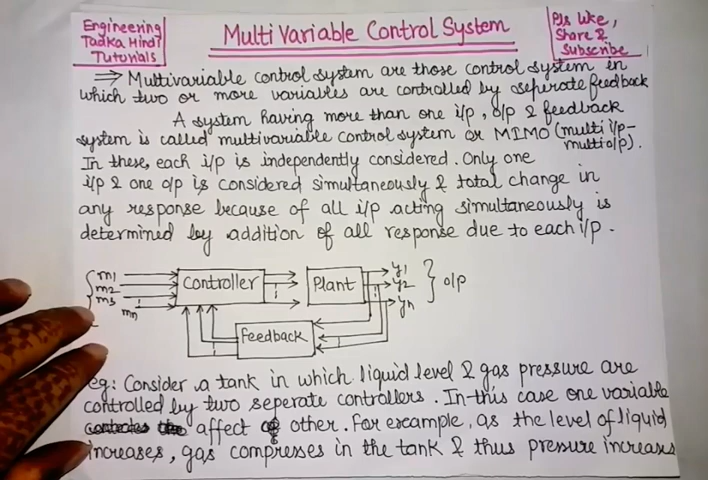 Engineering
Tadka Hindi
Tutorials
Multi Variable Control System
Pls like,
Share &
Subscribe
⇒ Multivariable control system are those control system in
which two or more variables are controlled by seperate feedback
A system having more than one i/p, o/p & feedback
system is called multivariable control system or MIMO (multi i/p-
multi o/p).
In these, each i/p is independently considered. Only one
i/p & one o/p is considered simultaneously & total change in
any response because of all i/p acting simultaneously is
determined by addition of all response due to each i/p.
m1
m2
m3
mn
Controller
Plant
y1
y2
yn
o/p
Feedback
eg: Consider a tank in which liquid level & gas pressure are
controlled by two seperate controllers. In this case one variable
affect other. For example, as the level of liquid
increases, gas compresses in the tank & thus pressure increases